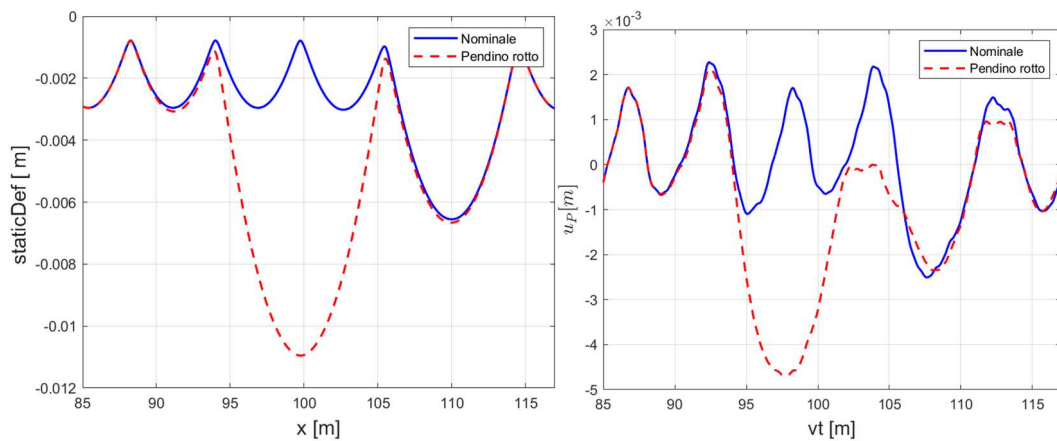 0
-0.002
-0.004
-0.006
-0.008
-0.01
-0.012
staticDef [ m]
85 90 95 100 105 110 115
x [m]
Nominale
Pendino rotto
×10⁻³
3
2
1
0
-1
-2
-3
-4
-5
u_P [m]
85 90 95 100 105 110 115
vt [m]
Nominale
Pendino rotto